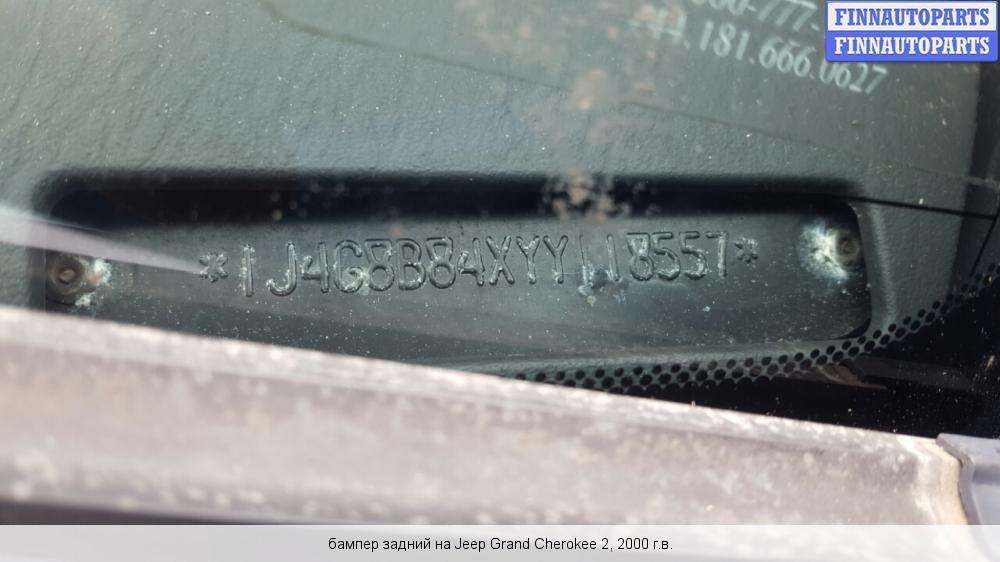 FINNAUTOPARTS
FINNAUTOPARTS
.181.666.0627
*1J4G8B84XYY118557*
бампер задний на Jeep Grand Cherokee 2, 2000 г.в.